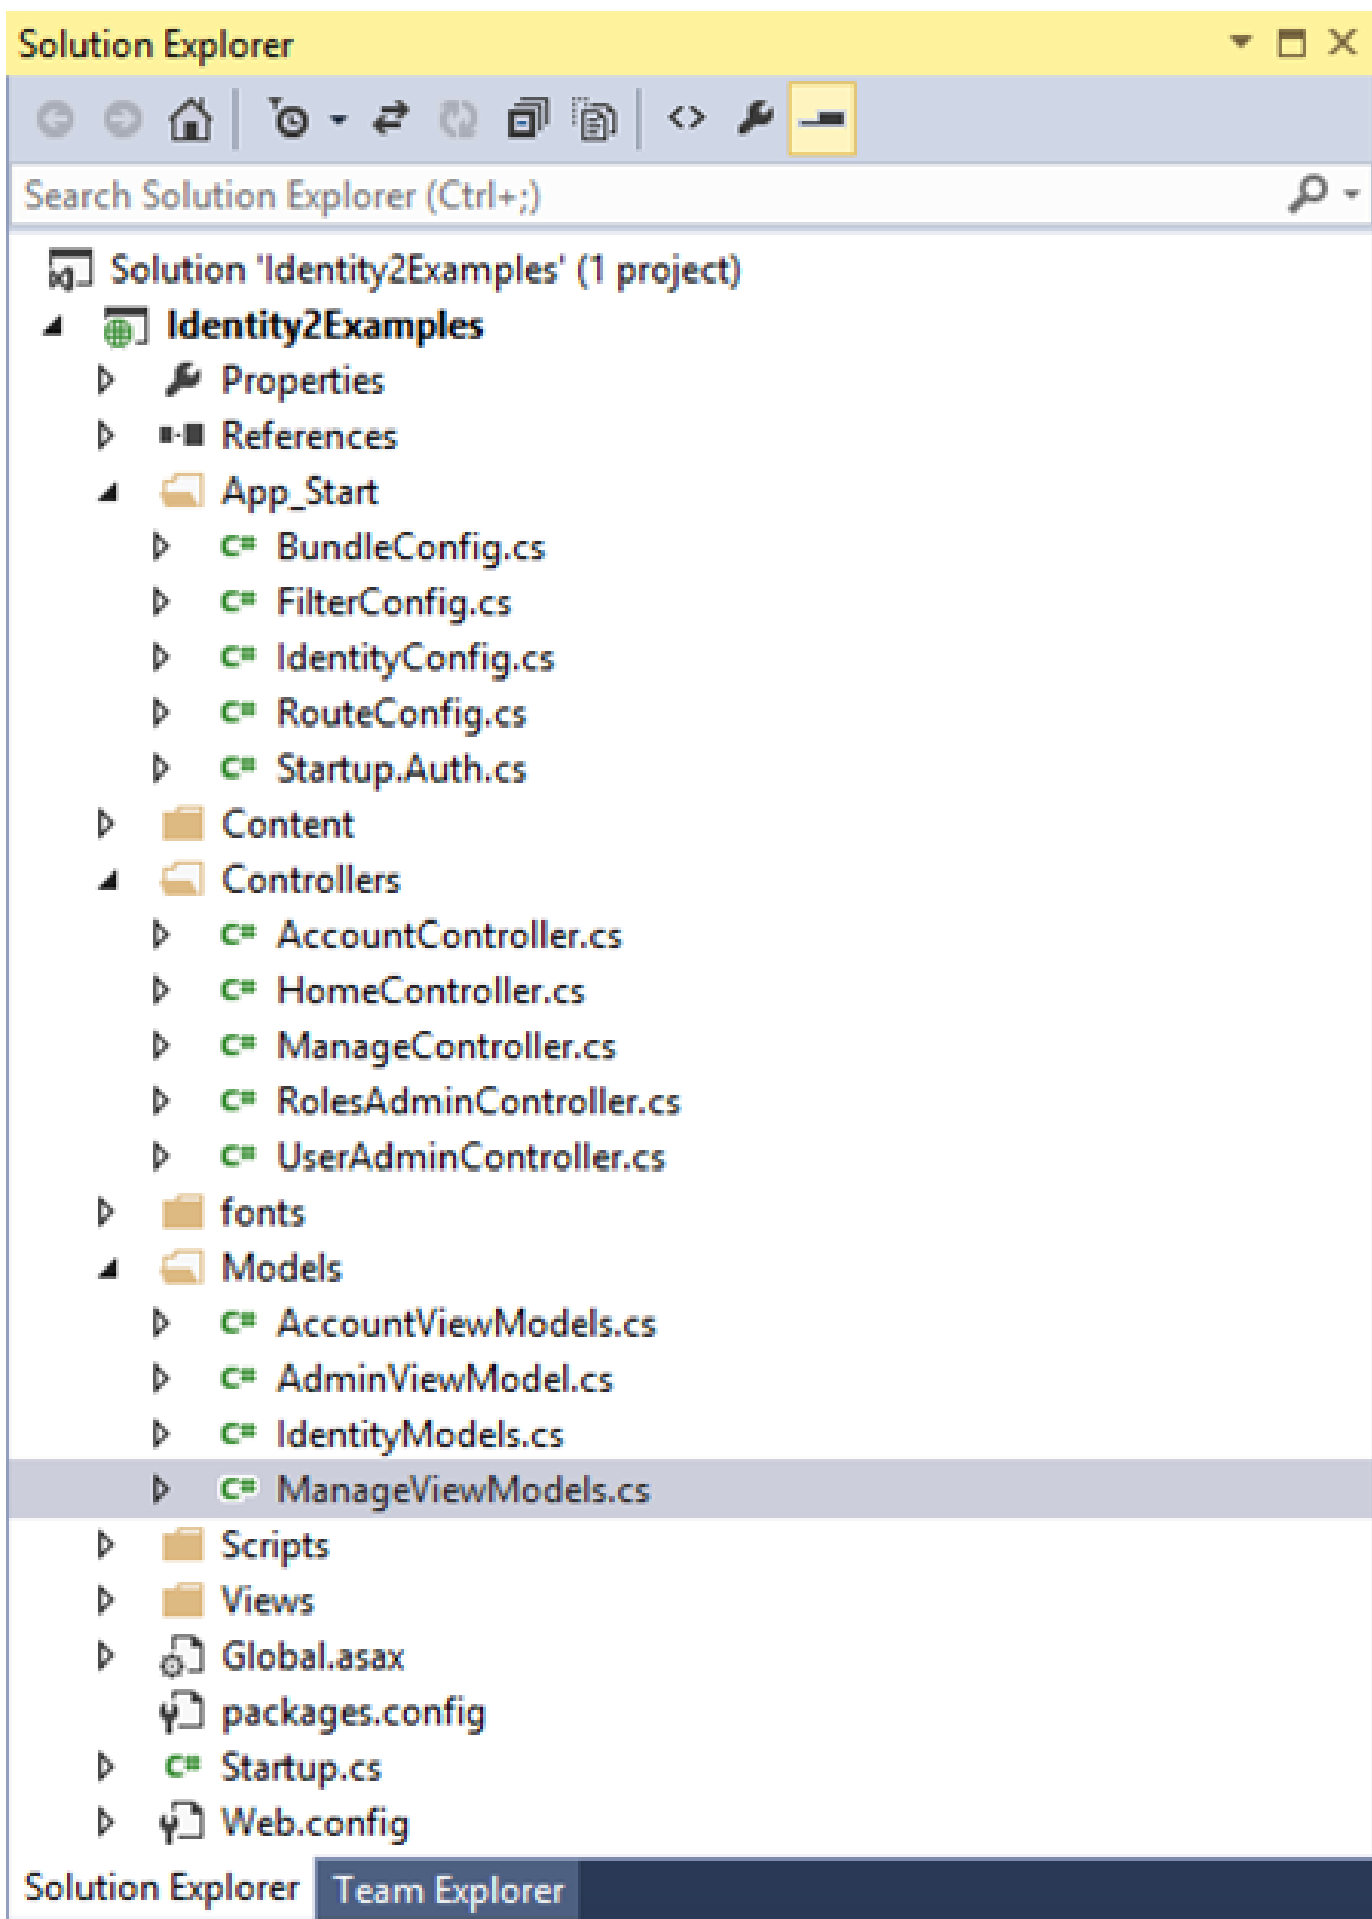 Solution Explorer
Search Solution Explorer (Ctrl+;)
Solution 'Identity2Examples' (1 project)
Identity2Examples
Properties
References
App_Start
C# BundleConfig.cs
C# FilterConfig.cs
C# IdentityConfig.cs
C# RouteConfig.cs
C# Startup.Auth.cs
Content
Controllers
C# AccountController.cs
C# HomeController.cs
C# ManageController.cs
C# RolesAdminController.cs
C# UserAdminController.cs
fonts
Models
C# AccountViewModels.cs
C# AdminViewModel.cs
C# IdentityModels.cs
C# ManageViewModels.cs
Scripts
Views
Global.asax
packages.config
C# Startup.cs
Web.config
Solution Explorer Team Explorer